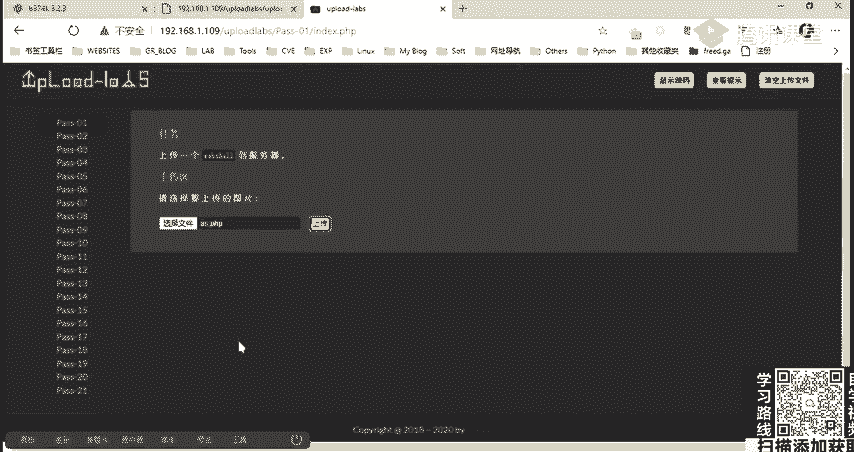 192.168.1.109/uploadlabs/uploa
upload-labs
不安全 192.168.1.109/uploadlabs/Pass-01/index.php
书签工具栏 WEBSITES GR_BLOG LAB Tools CVE EXP Linux My Blog Soft 网址导航 Others Python 其他收藏夹 freed.ga 注册
UpLoad-labs
显示源码 查看提示 清空上传文件
Pass-01
Pass-02
Pass-03
Pass-04
Pass-05
Pass-06
Pass-07
Pass-08
Pass-09
Pass-10
Pass-11
Pass-12
Pass-13
Pass-14
Pass-15
Pass-16
Pass-17
Pass-18
Pass-19
Pass-20
Pass-21
任务
上传一个 webshell 到服务器。
上传区
请选择要上传的图片：
选择文件 as.php 上传
Copyright @ 2018 ~ 2020 by
学习路线
扫描添加获取